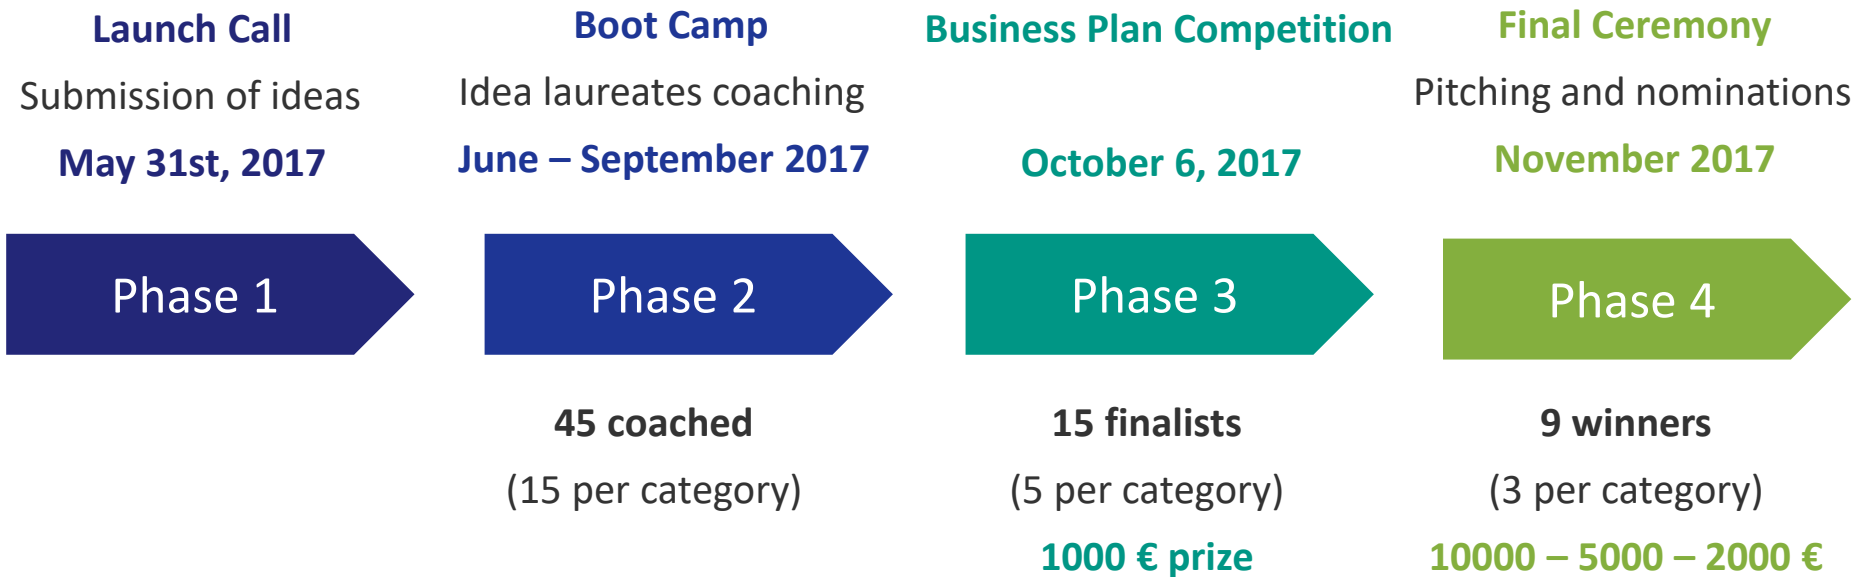 Launch Call
Submission of ideas
May 31st, 2017
Phase 1
Boot Camp
Idea laureates coaching
June – September 2017
Phase 2
45 coached
(15 per category)
Business Plan Competition
October 6, 2017
Phase 3
15 finalists
(5 per category)
1000 € prize
Final Ceremony
Pitching and nominations
November 2017
Phase 4
9 winners
(3 per category)
10000 – 5000 – 2000 €